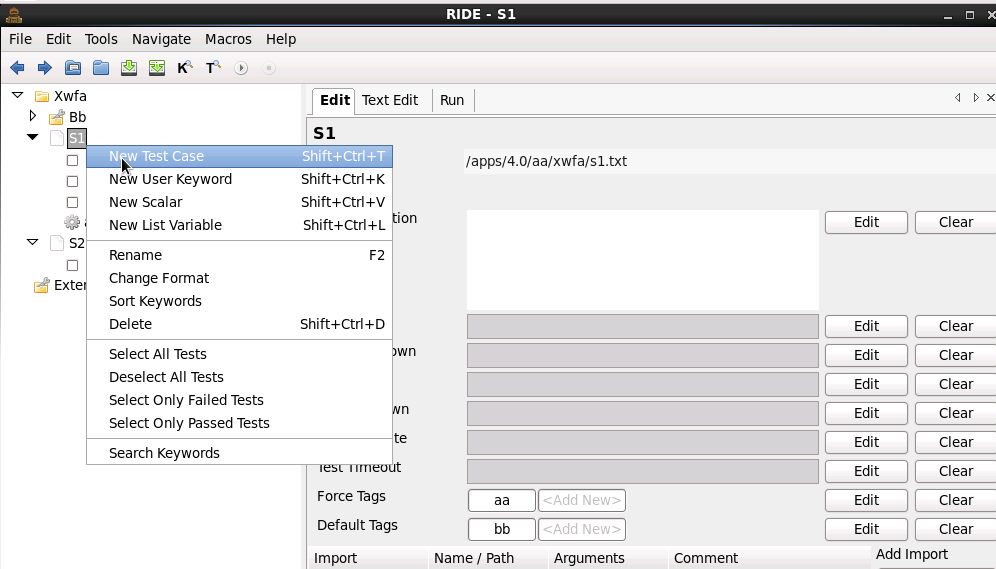 RIDE - S1
File Edit Tools Navigate Macros Help
K T
Xwfa
Bb
S1
S2
Edit Text Edit Run
S1
/apps/4.0/aa/xwfa/s1.txt
New Test Case Shift+Ctrl+T
New User Keyword Shift+Ctrl+K
New Scalar Shift+Ctrl+V
New List Variable Shift+Ctrl+L
Rename F2
Change Format
Sort Keywords
Delete Shift+Ctrl+D
Select All Tests
Deselect All Tests
Select Only Failed Tests
Select Only Passed Tests
Search Keywords
Edit Clear
Edit Clear
Edit Clear
Edit Clear
Edit Clear
Edit Clear
Test Timeout Edit Clear
Force Tags aa <Add New> Edit Clear
Default Tags bb <Add New> Edit Clear
Import Name / Path Arguments Comment Add Import